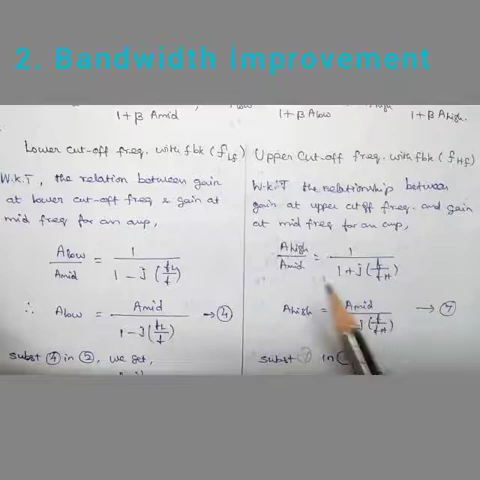 2. Bandwidth Improvement
1+β Amid
1+β Alow
1+β Ahigh.
Lower cut-off freq. with fbk (fLf)
W.k.T, the relation between gain
at lower cut-off freq & gain at
mid freq for an amp,
Alow/Amid = 1/(1-j(fL/f))
∴ Alow = Amid/(1-j(fL/f)) → ④
subst ④ in ②, we get,
Upper Cut-off Freq. with fbk (fHf)
W.k.T the relationship between
gain at upper cutoff freq. and gain
at mid freq for an amp,
Ahigh/Amid = 1/(1+j(f/fH))
Ahigh = Amid/ j(f/fH) → ⑦
subst ⑦ in